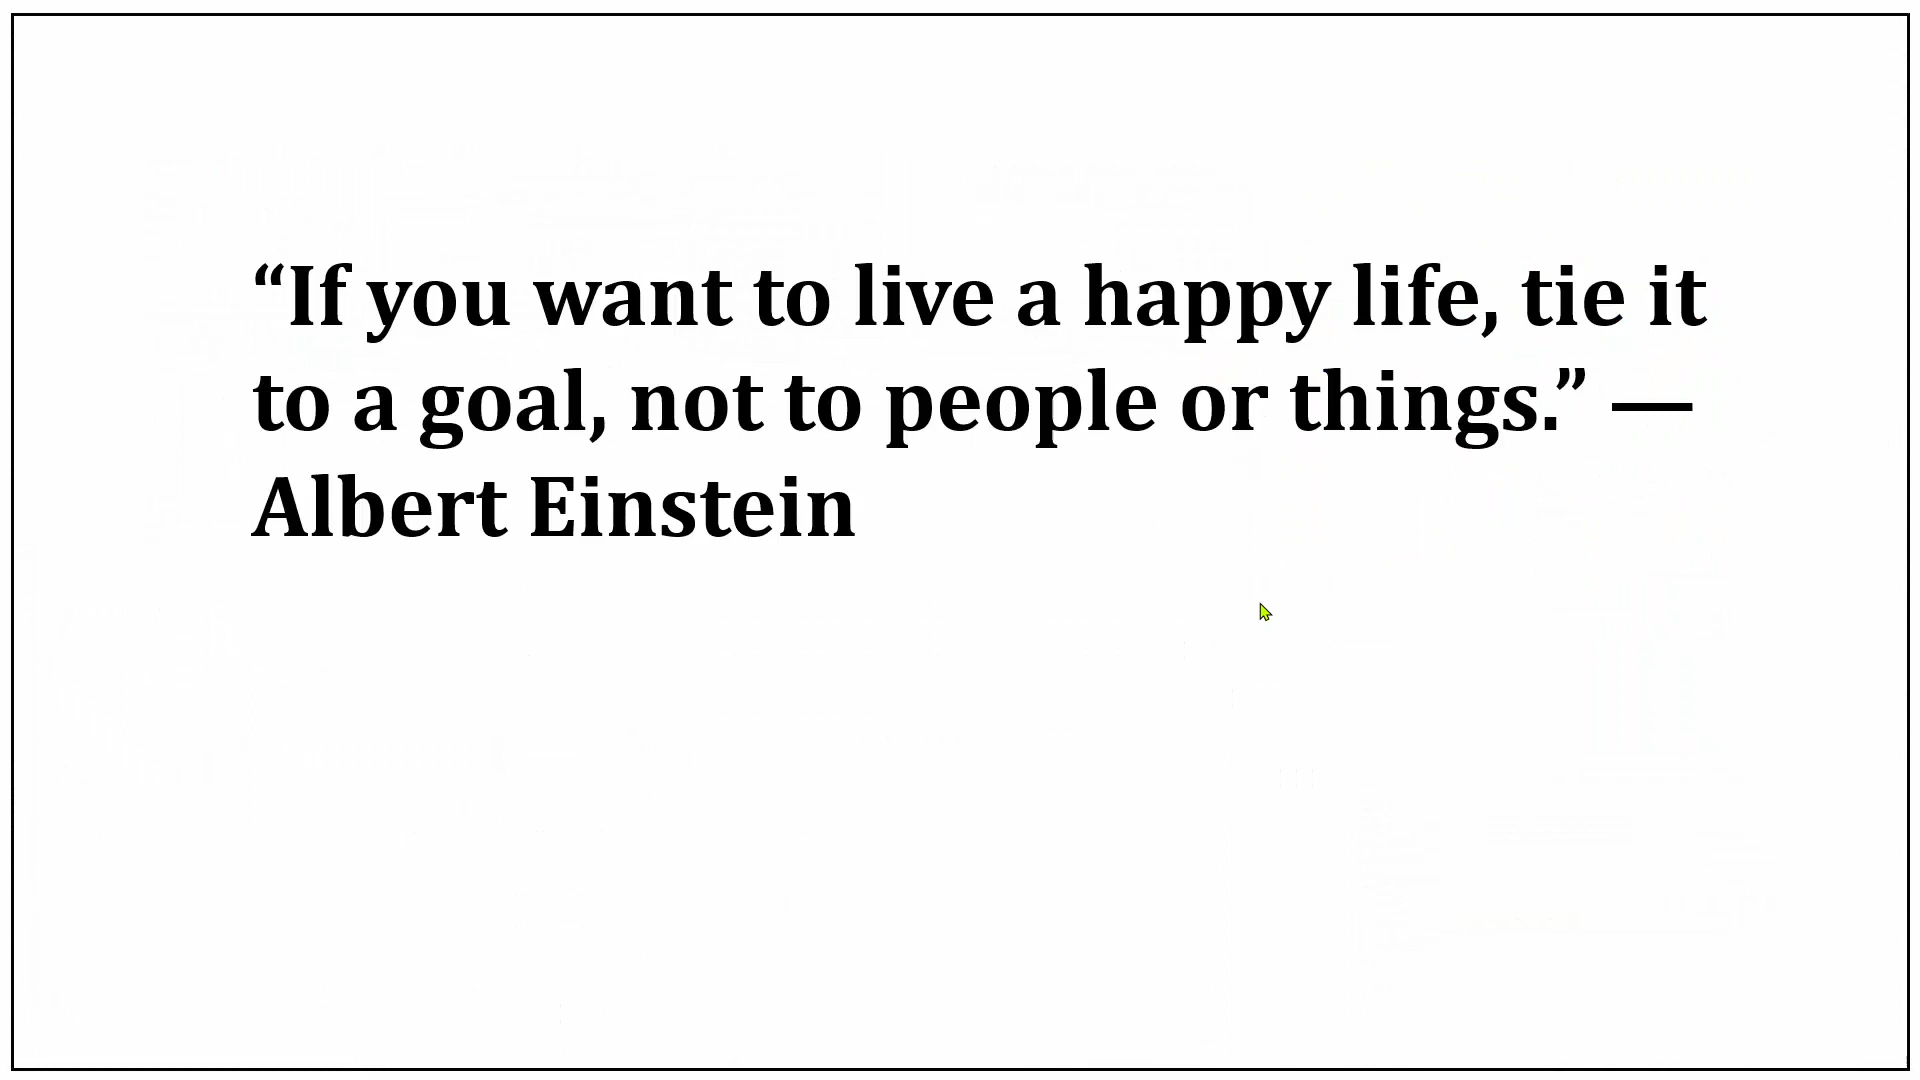 “If you want to live a happy life, tie it
to a goal, not to people or things.” —
Albert Einstein